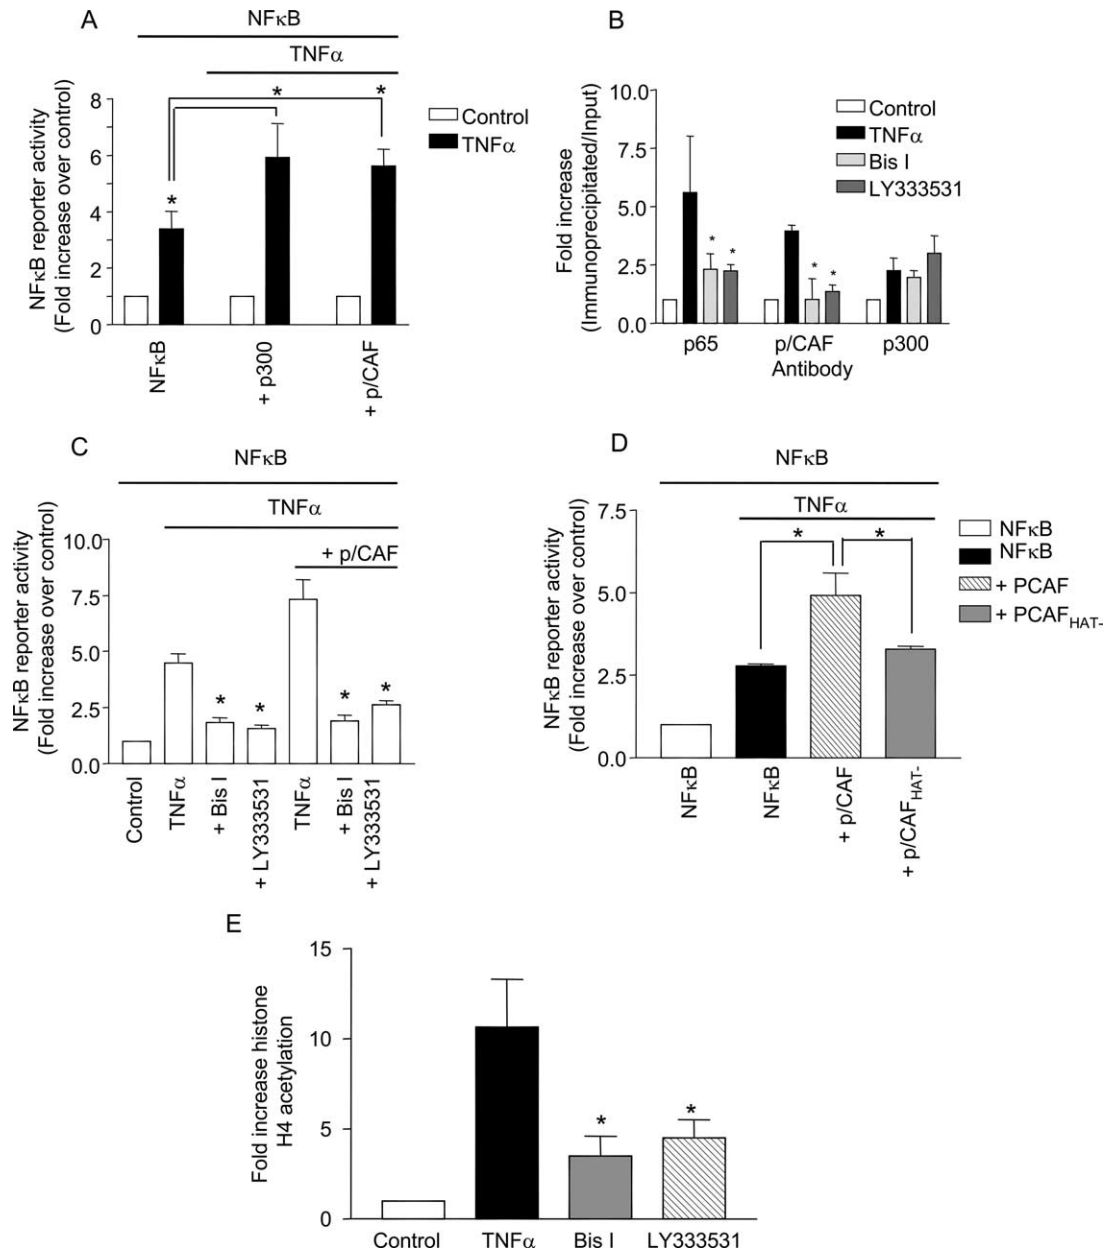 A
NFκB
TNFα
NFκB reporter activity
(Fold increase over control)
8
6
4
2
0
*
*
*
Control
TNFα
NFκB
+ p300
+ p/CAF
B
Fold increase
(Immunoprecipitated/Input)
10.0
7.5
5.0
2.5
0.0
Control
TNFα
Bis I
LY333531
* *
* *
p65 p/CAF p300
Antibody
C
NFκB
TNFα
+ p/CAF
NFκB reporter activity
(Fold increase over control)
10.0
7.5
5.0
2.5
0.0
* *
* *
Control
TNFα
+ Bis I
+ LY333531
TNFα
+ Bis I
+ LY333531
D
NFκB
TNFα
NFκB reporter activity
(Fold increase over control)
7.5
5.0
2.5
0.0
* *
NFκB
NFκB
+ PCAF
+ PCAFHAT-
NFκB
NFκB
+ p/CAF
+ p/CAFHAT-
E
Fold increase histone
H4 acetylation
15
10
5
0
* *
Control TNFα Bis I LY333531